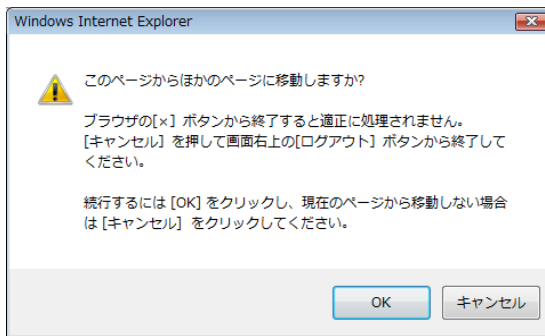 Windows Internet Explorer
このページからほかのページに移動しますか?
ブラウザの[×] ボタンから終了すると適正に処理されません。
[キャンセル] を押して画面右上の[ログアウト] ボタンから終了して
ください。
続行するには [OK] をクリックし、現在のページから移動しない場合
は [キャンセル] をクリックしてください。
OK
キャンセル